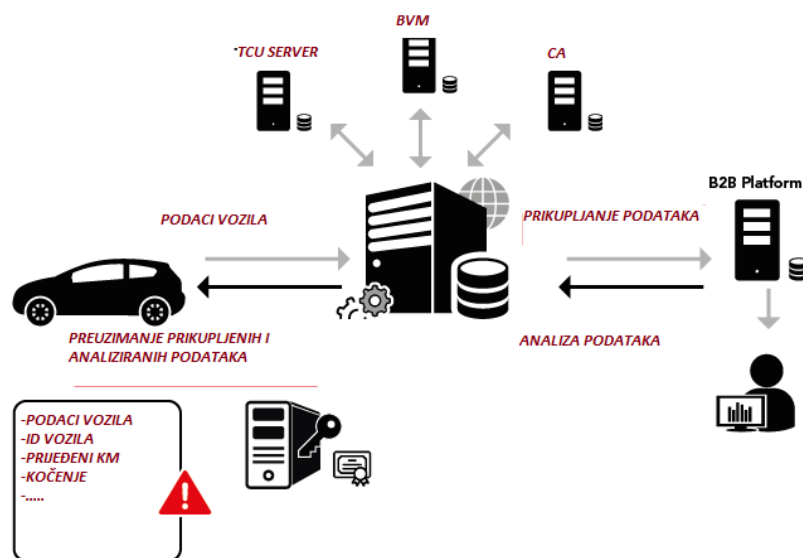 BVM
TCU SERVER
CA
B2B Platform
PODACI VOZILA
PRIKUPLJANJE PODATAKA
PREUZIMANJE PRIKUPLJENIH I
ANALIZIRANIH PODATAKA
ANALIZA PODATAKA
-PODACI VOZILA
-ID VOZILA
-PRIJEĐENI KM
-KOČENJE
-.....